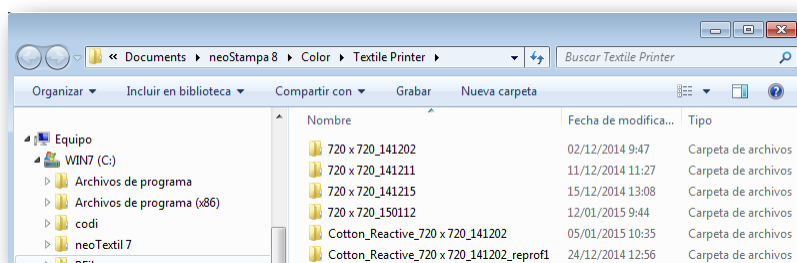 « Documents ▸ neoStampa 8 ▸ Color ▸ Textile Printer ▸ Buscar Textile Printer
Organizar Incluir en biblioteca Compartir con Grabar Nueva carpeta
Nombre Fecha de modifica... Tipo
Equipo
WIN7 (C:)
Archivos de programa
Archivos de programa (x86)
codi
neoTextil 7
720 x 720_141202 02/12/2014 9:47 Carpeta de archivos
720 x 720_141211 11/12/2014 11:27 Carpeta de archivos
720 x 720_141215 15/12/2014 13:08 Carpeta de archivos
720 x 720_150112 12/01/2015 9:44 Carpeta de archivos
Cotton_Reactive_720 x 720_141202 05/01/2015 10:35 Carpeta de archivos
Cotton_Reactive_720 x 720_141202_reprof1 24/12/2014 12:56 Carpeta de archivos